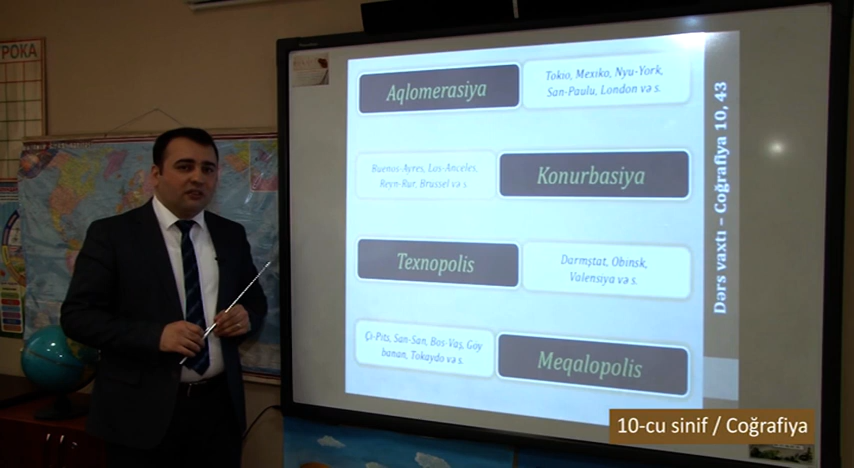 УРОКА
Aqlomerasiya
Tokio, Mexiko, Nyu-York,
San-Paulu, London və s.
Buenos-Ayres, Los-Anceles,
Reyn-Rur, Brussel və s.
Konurbasiya
Texnopolis
Darmştat, Obinsk,
Valensiya və s.
Çi-Pits, San-San, Bos-Vaş, Goy
banan, Tokaydo və s.
Meqalopolis
Dərs vaxtı – Coğrafiya 10, 43
10-cu sinif / Coğrafiya